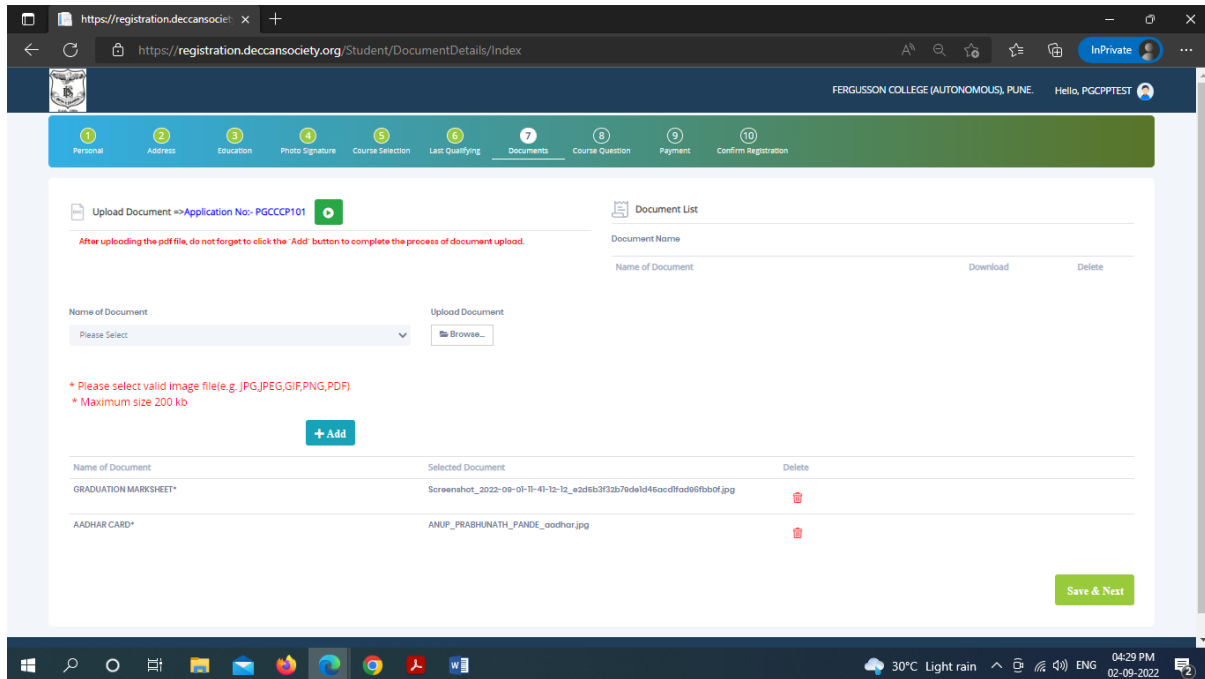 https://registration.deccansociet
https://registration.deccansociety.org/Student/DocumentDetails/Index
InPrivate
FERGUSSON COLLEGE (AUTONOMOUS), PUNE. Hello, PGCPPTEST
1 2 3 4 5 6 7 8 9 10
Personal Address Education Photo Signature Course Selection Last Qualifying Documents Course Question Payment Confirm Registration
Upload Document =>Application No:- PGCCCP101
After uploading the pdf file, do not forget to click the "Add" button to complete the process of document upload.
Document List
Document Name
Name of Document Download Delete
Name of Document Upload Document
Please Select Browse...
* Please select valid image file(e.g. JPG,JPEG,GIF,PNG,PDF)
* Maximum size 200 kb
+ Add
Name of Document Selected Document Delete
GRADUATION MARKSHEET* Screenshot_2022-09-01-11-41-12-12_e2d5b3f32b79de1d45acd1fad96fbb0f.jpg
AADHAR CARD* ANUP_PRABHUNATH_PANDE_aadhar.jpg
Save & Next
30°C Light rain ENG 04:29 PM
02-09-2022
2